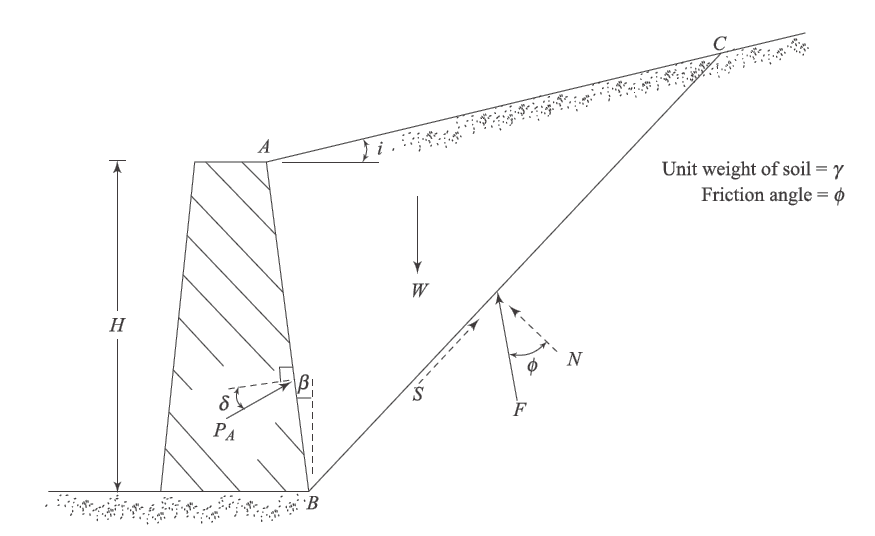 C
A
i
Unit weight of soil = γ
Friction angle = ϕ
W
H
N
ϕ
β
δ
S
F
P_A
B